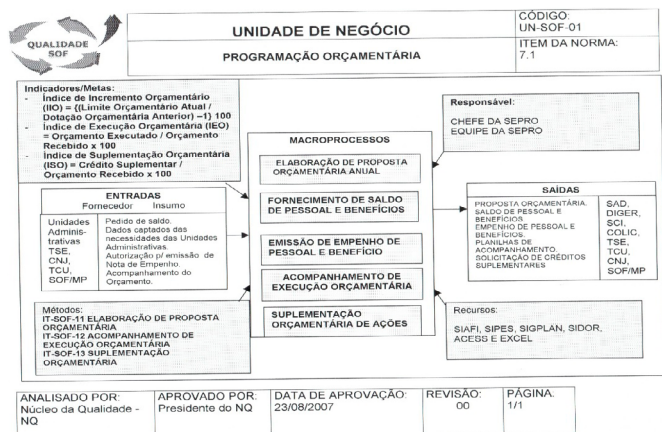 QUALIDADE
SOF
UNIDADE DE NEGÓCIO
PROGRAMAÇÃO ORÇAMENTÁRIA
CÓDIGO:
UN-SOF-01
ITEM DA NORMA:
7.1
Indicadores/Metas:
- Índice de Incremento Orçamentário
(IIO) = {(Limite Orçamentário Atual /
Dotação Orçamentária Anterior) –1} 100
- Índice de Execução Orçamentária (IEO)
= Orçamento Executado / Orçamento
Recebido x 100
- Índice de Suplementação Orçamentária
(ISO) = Crédito Suplementar /
Orçamento Recebido x 100
Responsável:
CHEFE DA SEPRO
EQUIPE DA SEPRO
MACROPROCESSOS
ELABORAÇÃO DE PROPOSTA
ORÇAMENTÁRIA ANUAL
FORNECIMENTO DE SALDO
DE PESSOAL E BENEFÍCIOS
EMISSÃO DE EMPENHO DE
PESSOAL E BENEFÍCIO
ACOMPANHAMENTO DE
EXECUÇÃO ORÇAMENTÁRIA
SUPLEMENTAÇÃO
ORÇAMENTÁRIA DE AÇÕES
ENTRADAS
Fornecedor Insumo
Unidades
Adminis-
trativas
TSE,
CNJ,
TCU,
SOF/MP
Pedido de saldo.
Dados captados das
necessidades das Unidades
Administrativas.
Autorização p/ emissão de
Nota de Empenho.
Acompanhamento do
Orçamento.
SAÍDAS
PROPOSTA ORÇAMENTÁRIA.
SALDO DE PESSOAL E
BENEFÍCIOS
EMPENHO DE PESSOAL E
BENEFÍCIOS.
PLANILHAS DE
ACOMPANHAMENTO.
SOLICITAÇÃO DE CRÉDITOS
SUPLEMENTARES
SAD,
DIGER,
SCI,
COLIC,
TSE,
TCU,
CNJ,
SOF/MP
Métodos:
IT-SOF-11 ELABORAÇÃO DE PROPOSTA
ORÇAMENTÁRIA
IT-SOF-12 ACOMPANHAMENTO DE
EXECUÇÃO ORÇAMENTÁRIA
IT-SOF-13 SUPLEMENTAÇÃO
ORÇAMENTÁRIA
Recursos:
SIAFI, SIPES, SIGPLAN, SIDOR,
ACESS E EXCEL
ANALISADO POR:
Núcleo da Qualidade -
NQ
APROVADO POR:
Presidente do NQ
DATA DE APROVAÇÃO:
23/08/2007
REVISÃO:
00
PÁGINA:
1/1